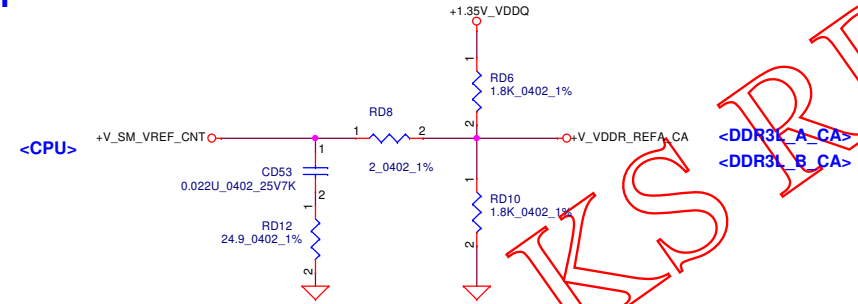 +1.35V_VDDQ
1
RD6
1.8K_0402_1%
2
RD8
<CPU>
+V_SM_VREF_CNT
1
2
+V_VDDR_REFA_CA
<DDR3L_A_CA>
<DDR3L_B_CA>
1
CD53
0.022U_0402_25V7K
2
2_0402_1%
1
RD10
1.8K_0402_1%
2
1
RD12
24.9_0402_1%
2
KS R